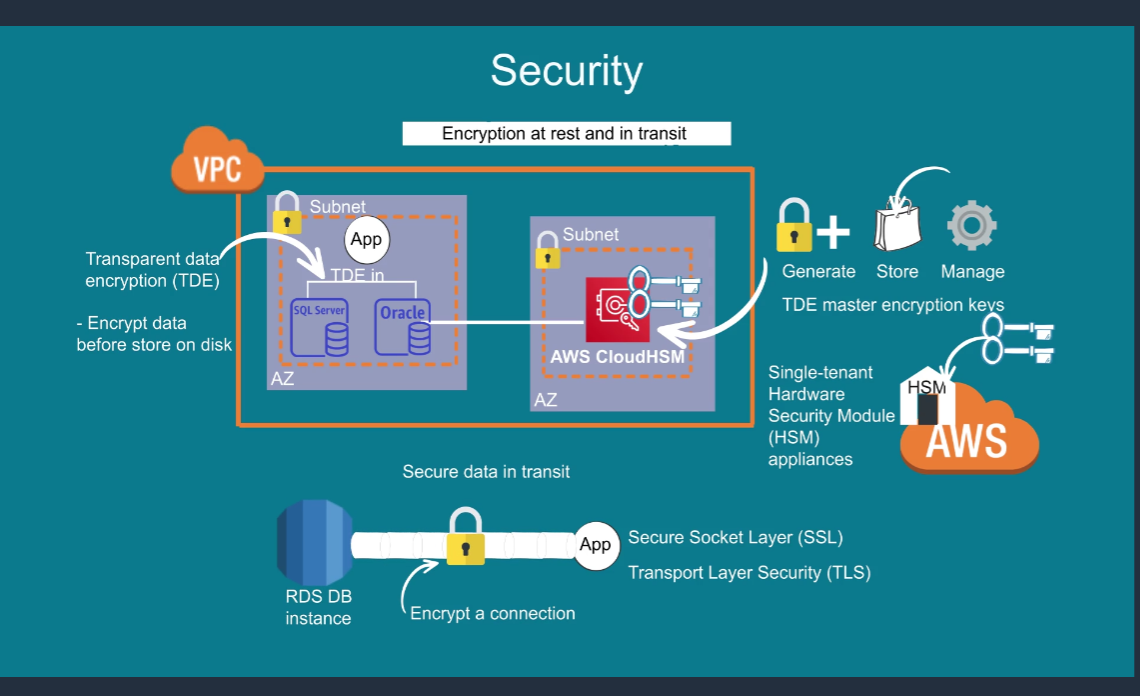 Security
Encryption at rest and in transit
VPC
Subnet
App
Transparent data
encryption (TDE)
- Encrypt data
before store on disk
TDE in
SQL Server
Oracle
AZ
Subnet
AWS CloudHSM
AZ
Generate
Store
Manage
TDE master encryption keys
Single-tenant
Hardware
Security Module
(HSM)
appliances
HSM
AWS
Secure data in transit
App
Secure Socket Layer (SSL)
Transport Layer Security (TLS)
RDS DB
instance
Encrypt a connection